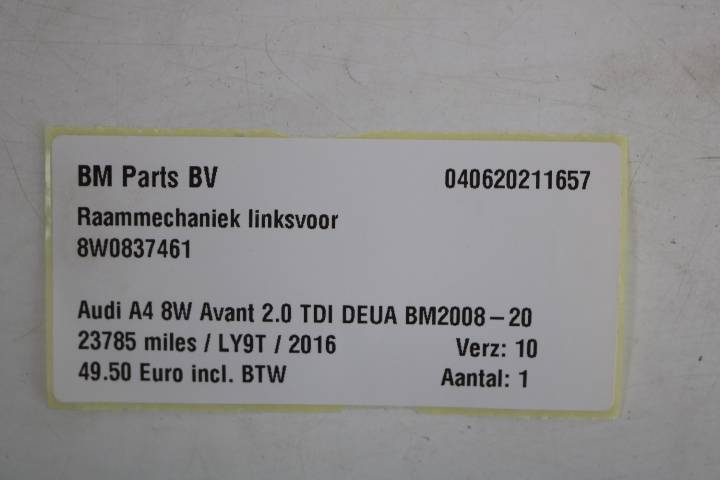 BM Parts BV 040620211657
Raammechaniek linksvoor
8W0837461
Audi A4 8W Avant 2.0 TDI DEUA BM2008-20
23785 miles / LY9T / 2016 Verz: 10
49.50 Euro incl. BTW Aantal: 1